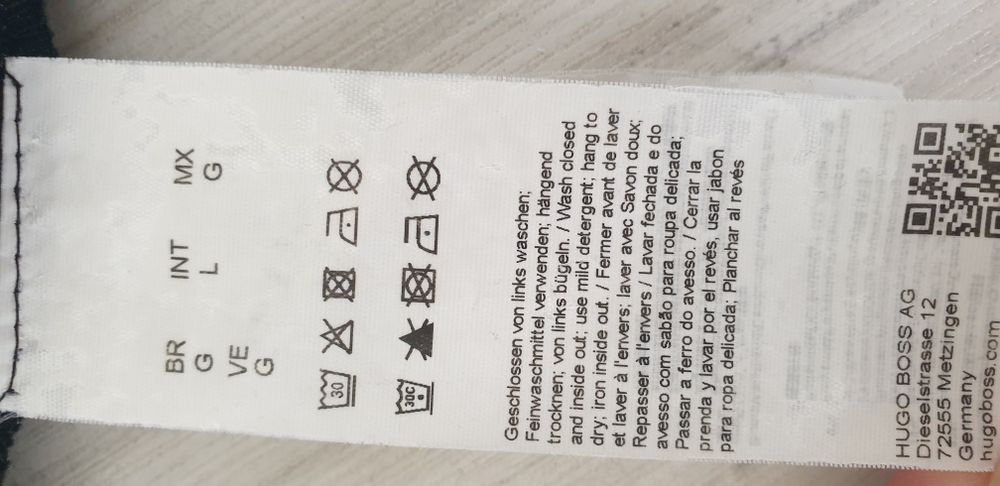 BR INT MX
G L G
VE
G
30
30C
Geschlossen von links waschen;
Feinwaschmittel verwenden; hängend
trocknen; von links bügeln. / Wash closed
and inside out; use mild detergent; hang to
dry; iron inside out. / Fermer avant de laver
et laver à l'envers; laver avec Savon doux;
Repasser à l'envers / Lavar fechada e do
avesso com sabão para roupa delicada;
Passar a ferro do avesso. / Cerrar la
prenda y lavar por el revés, usar jabon
para ropa delicada; Planchar al revés
HUGO BOSS AG
Dieselstrasse 12
72555 Metzingen
Germany
hugoboss.com